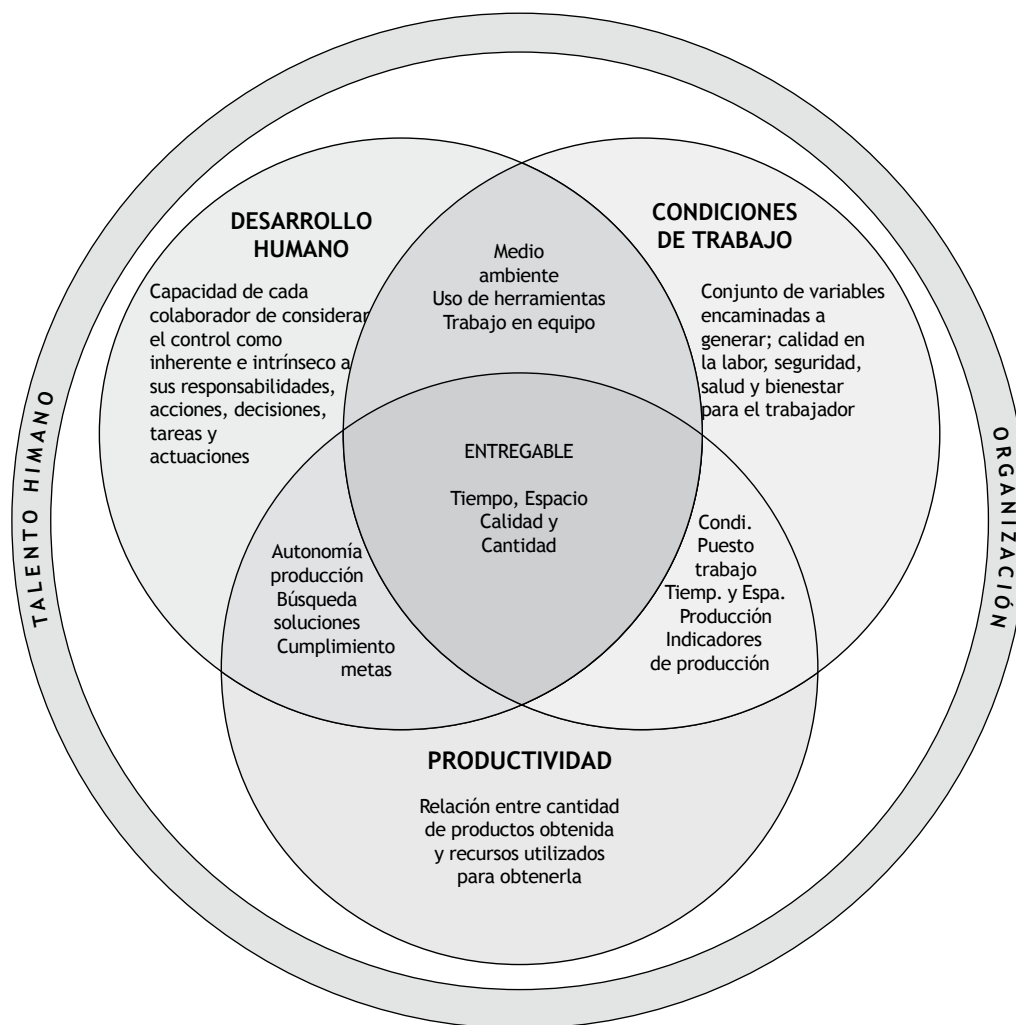 DESARROLLO
HUMANO
Capacidad de cada
colaborador de considerar
el control como
inherente e intrínseco a
sus responsabilidades,
acciones, decisiones,
tareas y
actuaciones
Medio
ambiente
Uso de herramientas
Trabajo en equipo
CONDICIONES
DE TRABAJO
Conjunto de variables
encaminadas a
generar; calidad en
la labor, seguridad,
salud y bienestar
para el trabajador
TALENTO HIMANO
ORGANIZACIÓN
ENTREGABLE
Tiempo, Espacio
Calidad y
Cantidad
Autonomía
producción
Búsqueda
soluciones
Cumplimiento
metas
Condi.
Puesto
trabajo
Tiemp. y Espa.
Producción
Indicadores
de producción
PRODUCTIVIDAD
Relación entre cantidad
de productos obtenida
y recursos utilizados
para obtenerla